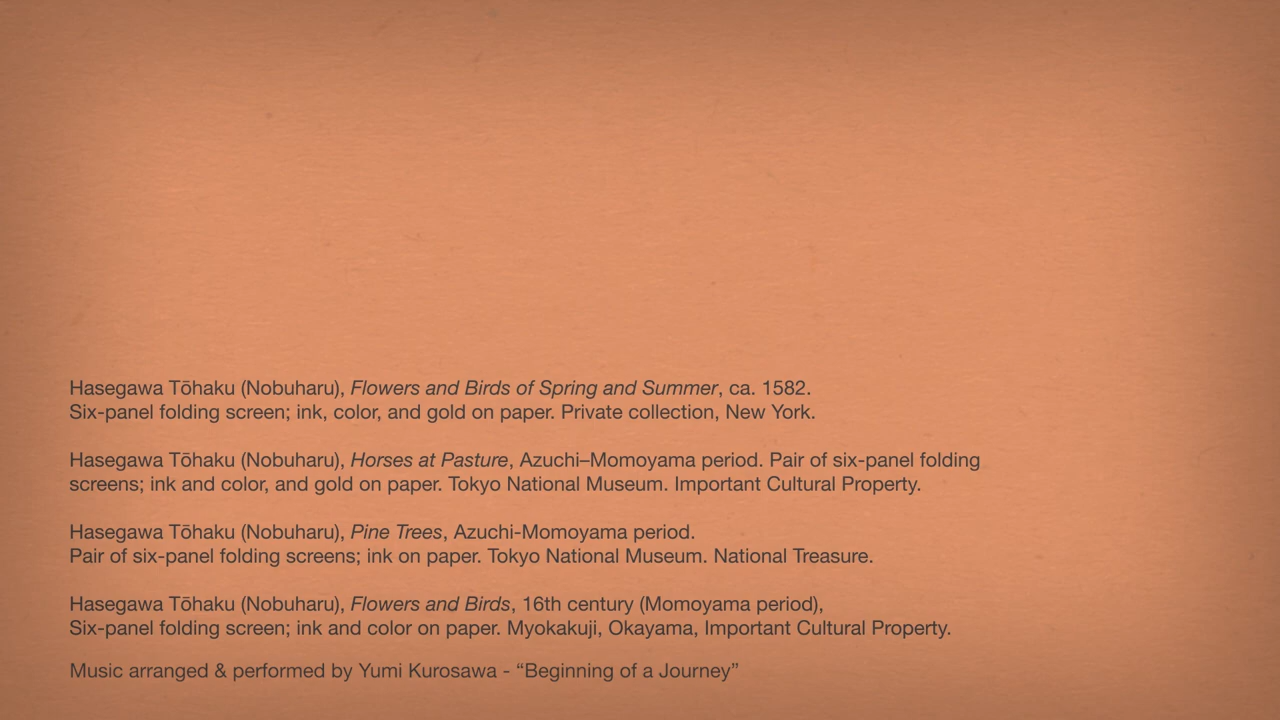 Hasegawa Tōhaku (Nobuharu), Flowers and Birds of Spring and Summer, ca. 1582.
Six-panel folding screen; ink, color, and gold on paper. Private collection, New York.
Hasegawa Tōhaku (Nobuharu), Horses at Pasture, Azuchi–Momoyama period. Pair of six-panel folding
screens; ink and color, and gold on paper. Tokyo National Museum. Important Cultural Property.
Hasegawa Tōhaku (Nobuharu), Pine Trees, Azuchi-Momoyama period.
Pair of six-panel folding screens; ink on paper. Tokyo National Museum. National Treasure.
Hasegawa Tōhaku (Nobuharu), Flowers and Birds, 16th century (Momoyama period),
Six-panel folding screen; ink and color on paper. Myokakuji, Okayama, Important Cultural Property.
Music arranged & performed by Yumi Kurosawa - “Beginning of a Journey”